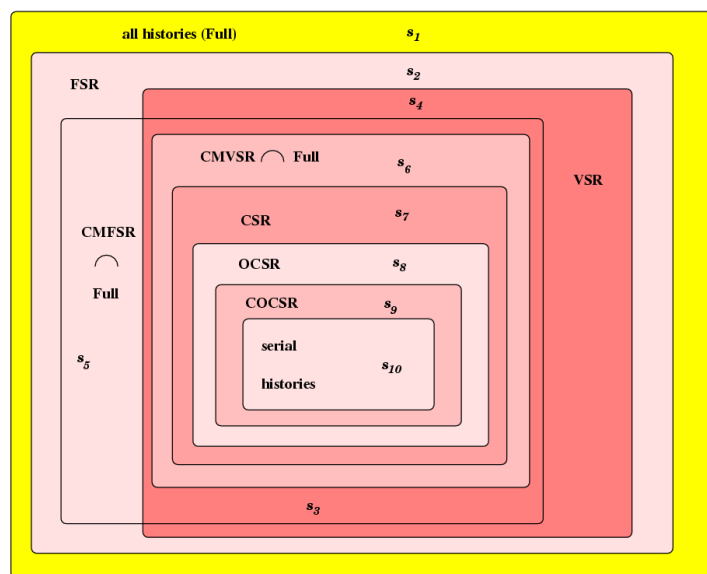 all histories (Full) s1
s2
FSR
s4
CMVSR ⌒ Full s6
VSR
s7
CSR
CMFSR
⌒
Full
OCSR s8
COCSR s9
serial
histories
s10
s5
s3